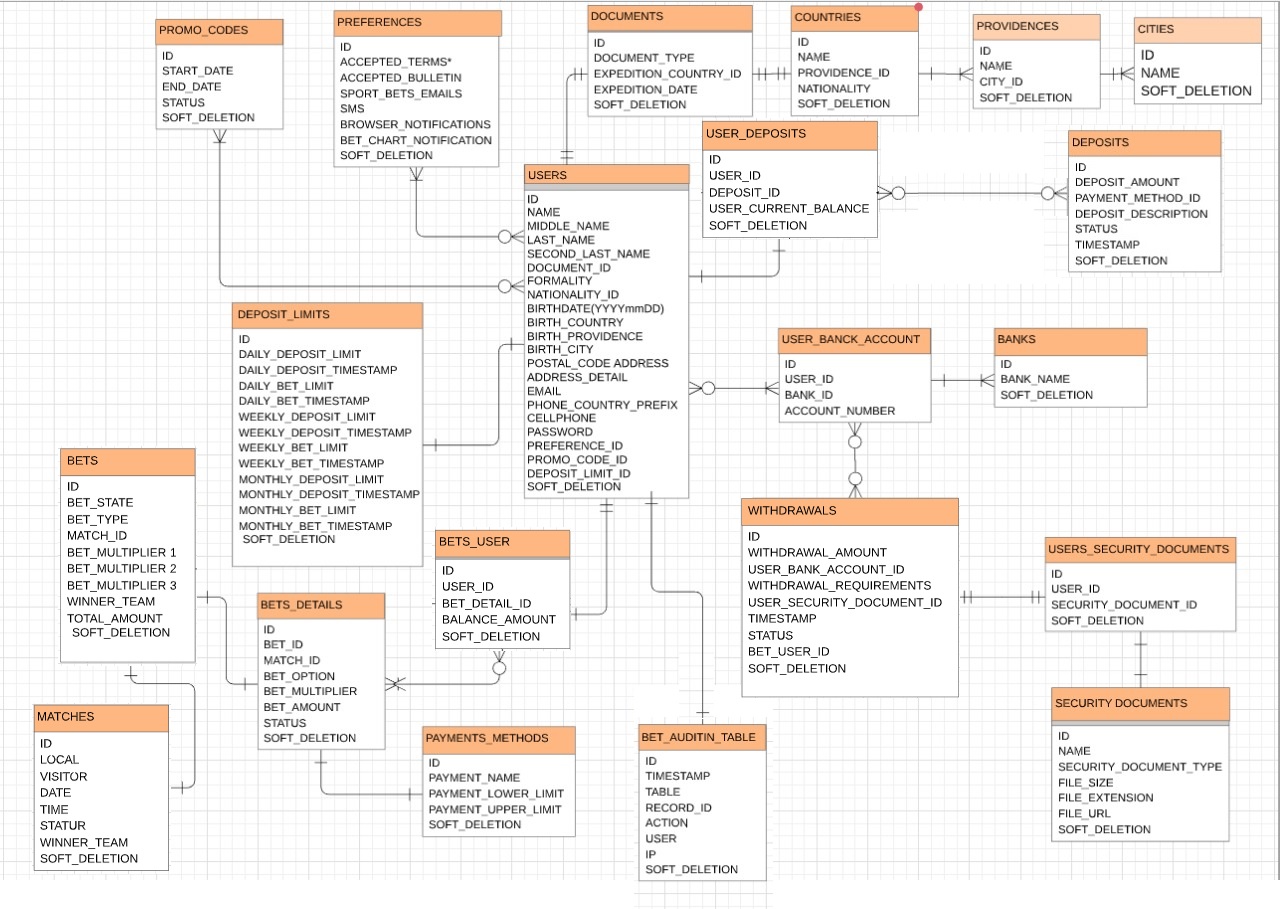 PROMO_CODES
ID
START_DATE
END_DATE
STATUS
SOFT_DELETION
PREFERENCES
ID
ACCEPTED_TERMS*
ACCEPTED_BULLETIN
SPORT_BETS_EMAILS
SMS
BROWSER_NOTIFICATIONS
BET_CHART_NOTIFICATION
SOFT_DELETION
DOCUMENTS
ID
DOCUMENT_TYPE
EXPEDITION_COUNTRY_ID
EXPEDITION_DATE
SOFT_DELETION
COUNTRIES
ID
NAME
PROVIDENCE_ID
NATIONALITY
SOFT_DELETION
PROVIDENCES
ID
NAME
CITY_ID
SOFT_DELETION
CITIES
ID
NAME
SOFT_DELETION
USER_DEPOSITS
ID
USER_ID
DEPOSIT_ID
USER_CURRENT_BALANCE
SOFT_DELETION
DEPOSITS
ID
DEPOSIT_AMOUNT
PAYMENT_METHOD_ID
DEPOSIT_DESCRIPTION
STATUS
TIMESTAMP
SOFT_DELETION
USERS
ID
NAME
MIDDLE_NAME
LAST_NAME
SECOND_LAST_NAME
DOCUMENT_ID
FORMALITY
NATIONALITY_ID
BIRTHDATE(YYYYmmDD)
BIRTH_COUNTRY
BIRTH_PROVIDENCE
BIRTH_CITY
POSTAL_CODE ADDRESS
ADDRESS_DETAIL
EMAIL
PHONE_COUNTRY_PREFIX
CELLPHONE
PASSWORD
PREFERENCE_ID
PROMO_CODE_ID
DEPOSIT_LIMIT_ID
SOFT_DELETION
DEPOSIT_LIMITS
ID
DAILY_DEPOSIT_LIMIT
DAILY_DEPOSIT_TIMESTAMP
DAILY_BET_LIMIT
DAILY_BET_TIMESTAMP
WEEKLY_DEPOSIT_LIMIT
WEEKLY_DEPOSIT_TIMESTAMP
WEEKLY_BET_LIMIT
WEEKLY_BET_TIMESTAMP
MONTHLY_DEPOSIT_LIMIT
MONTHLY_DEPOSIT_TIMESTAMP
MONTHLY_BET_LIMIT
MONTHLY_BET_TIMESTAMP
SOFT_DELETION
USER_BANCK_ACCOUNT
ID
USER_ID
BANK_ID
ACCOUNT_NUMBER
BANKS
ID
BANK_NAME
SOFT_DELETION
BETS
ID
BET_STATE
BET_TYPE
MATCH_ID
BET_MULTIPLIER 1
BET_MULTIPLIER 2
BET_MULTIPLIER 3
WINNER_TEAM
TOTAL_AMOUNT
SOFT_DELETION
BETS_USER
ID
USER_ID
BET_DETAIL_ID
BALANCE_AMOUNT
SOFT_DELETION
WITHDRAWALS
ID
WITHDRAWAL_AMOUNT
USER_BANK_ACCOUNT_ID
WITHDRAWAL_REQUIREMENTS
USER_SECURITY_DOCUMENT_ID
TIMESTAMP
STATUS
BET_USER_ID
SOFT_DELETION
USERS_SECURITY_DOCUMENTS
ID
USER_ID
SECURITY_DOCUMENT_ID
SOFT_DELETION
BETS_DETAILS
ID
BET_ID
MATCH_ID
BET_OPTION
BET_MULTIPLIER
BET_AMOUNT
STATUS
SOFT_DELETION
MATCHES
ID
LOCAL
VISITOR
DATE
TIME
STATUR
WINNER_TEAM
SOFT_DELETION
PAYMENTS_METHODS
ID
PAYMENT_NAME
PAYMENT_LOWER_LIMIT
PAYMENT_UPPER_LIMIT
SOFT_DELETION
BET_AUDITIN_TABLE
ID
TIMESTAMP
TABLE
RECORD_ID
ACTION
USER
IP
SOFT_DELETION
SECURITY DOCUMENTS
ID
NAME
SECURITY_DOCUMENT_TYPE
FILE_SIZE
FILE_EXTENSION
FILE_URL
SOFT_DELETION